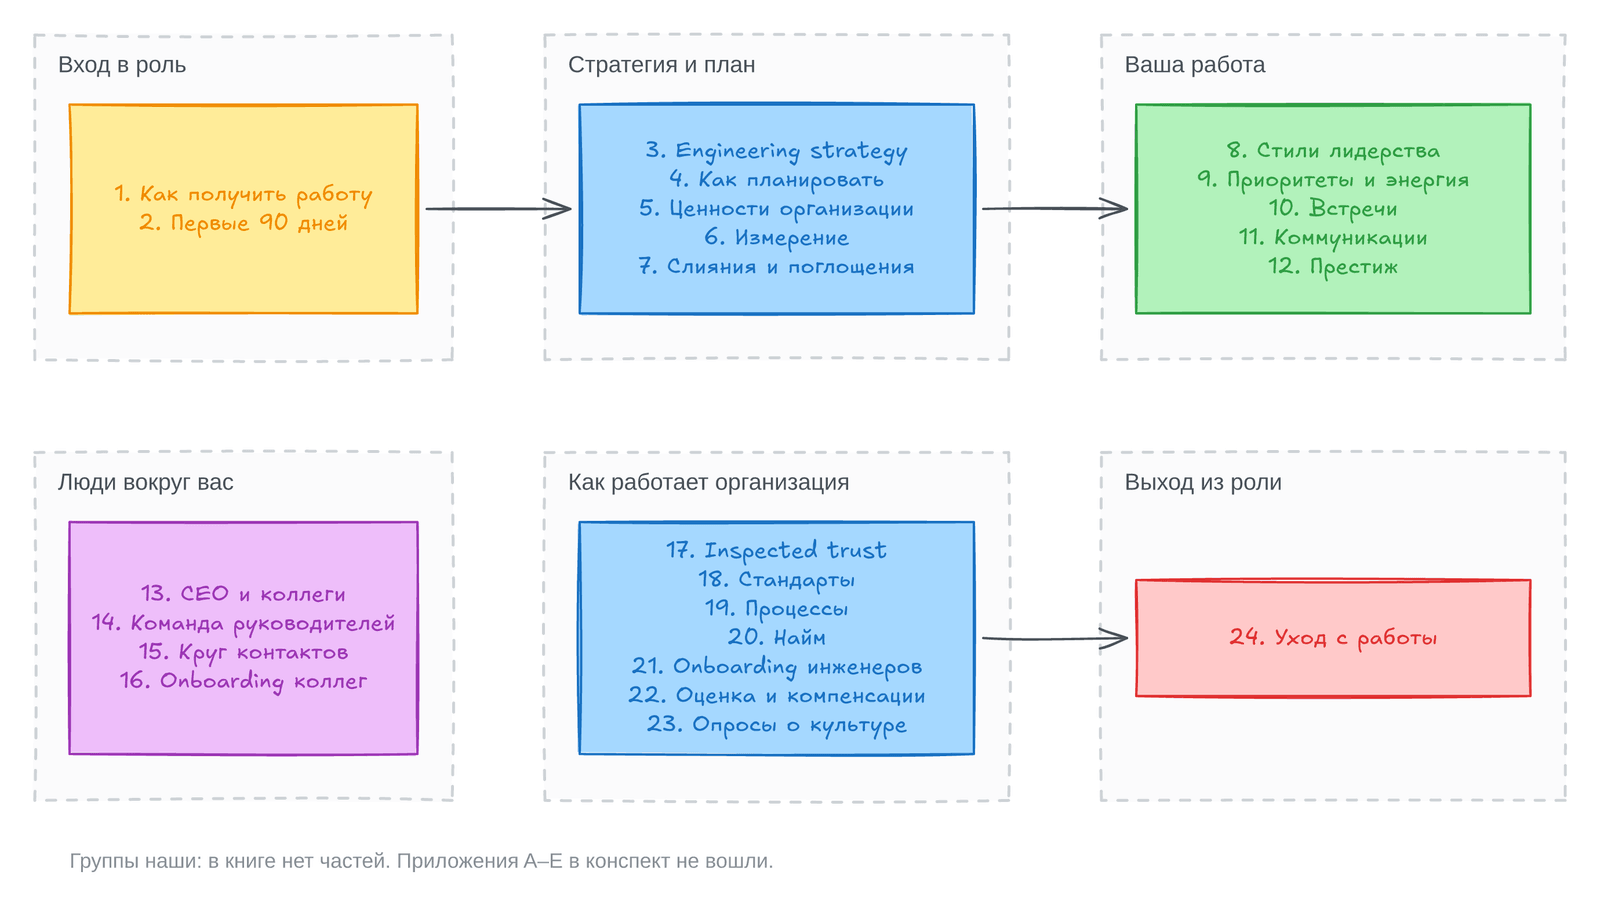 Вход в роль
1. Как получить работу
2. Первые 90 дней
Стратегия и план
3. Engineering strategy
4. Как планировать
5. Ценности организации
6. Измерение
7. Слияния и поглощения
Ваша работа
8. Стили лидерства
9. Приоритеты и энергия
10. Встречи
11. Коммуникации
12. Престиж
Люди вокруг вас
13. CEO и коллеги
14. Команда руководителей
15. Круг контактов
16. Onboarding коллег
Как работает организация
17. Inspected trust
18. Стандарты
19. Процессы
20. Найм
21. Onboarding инженеров
22. Оценка и компенсации
23. Опросы о культуре
Выход из роли
24. Уход с работы
Группы наши: в книге нет частей. Приложения A–E в конспект не вошли.